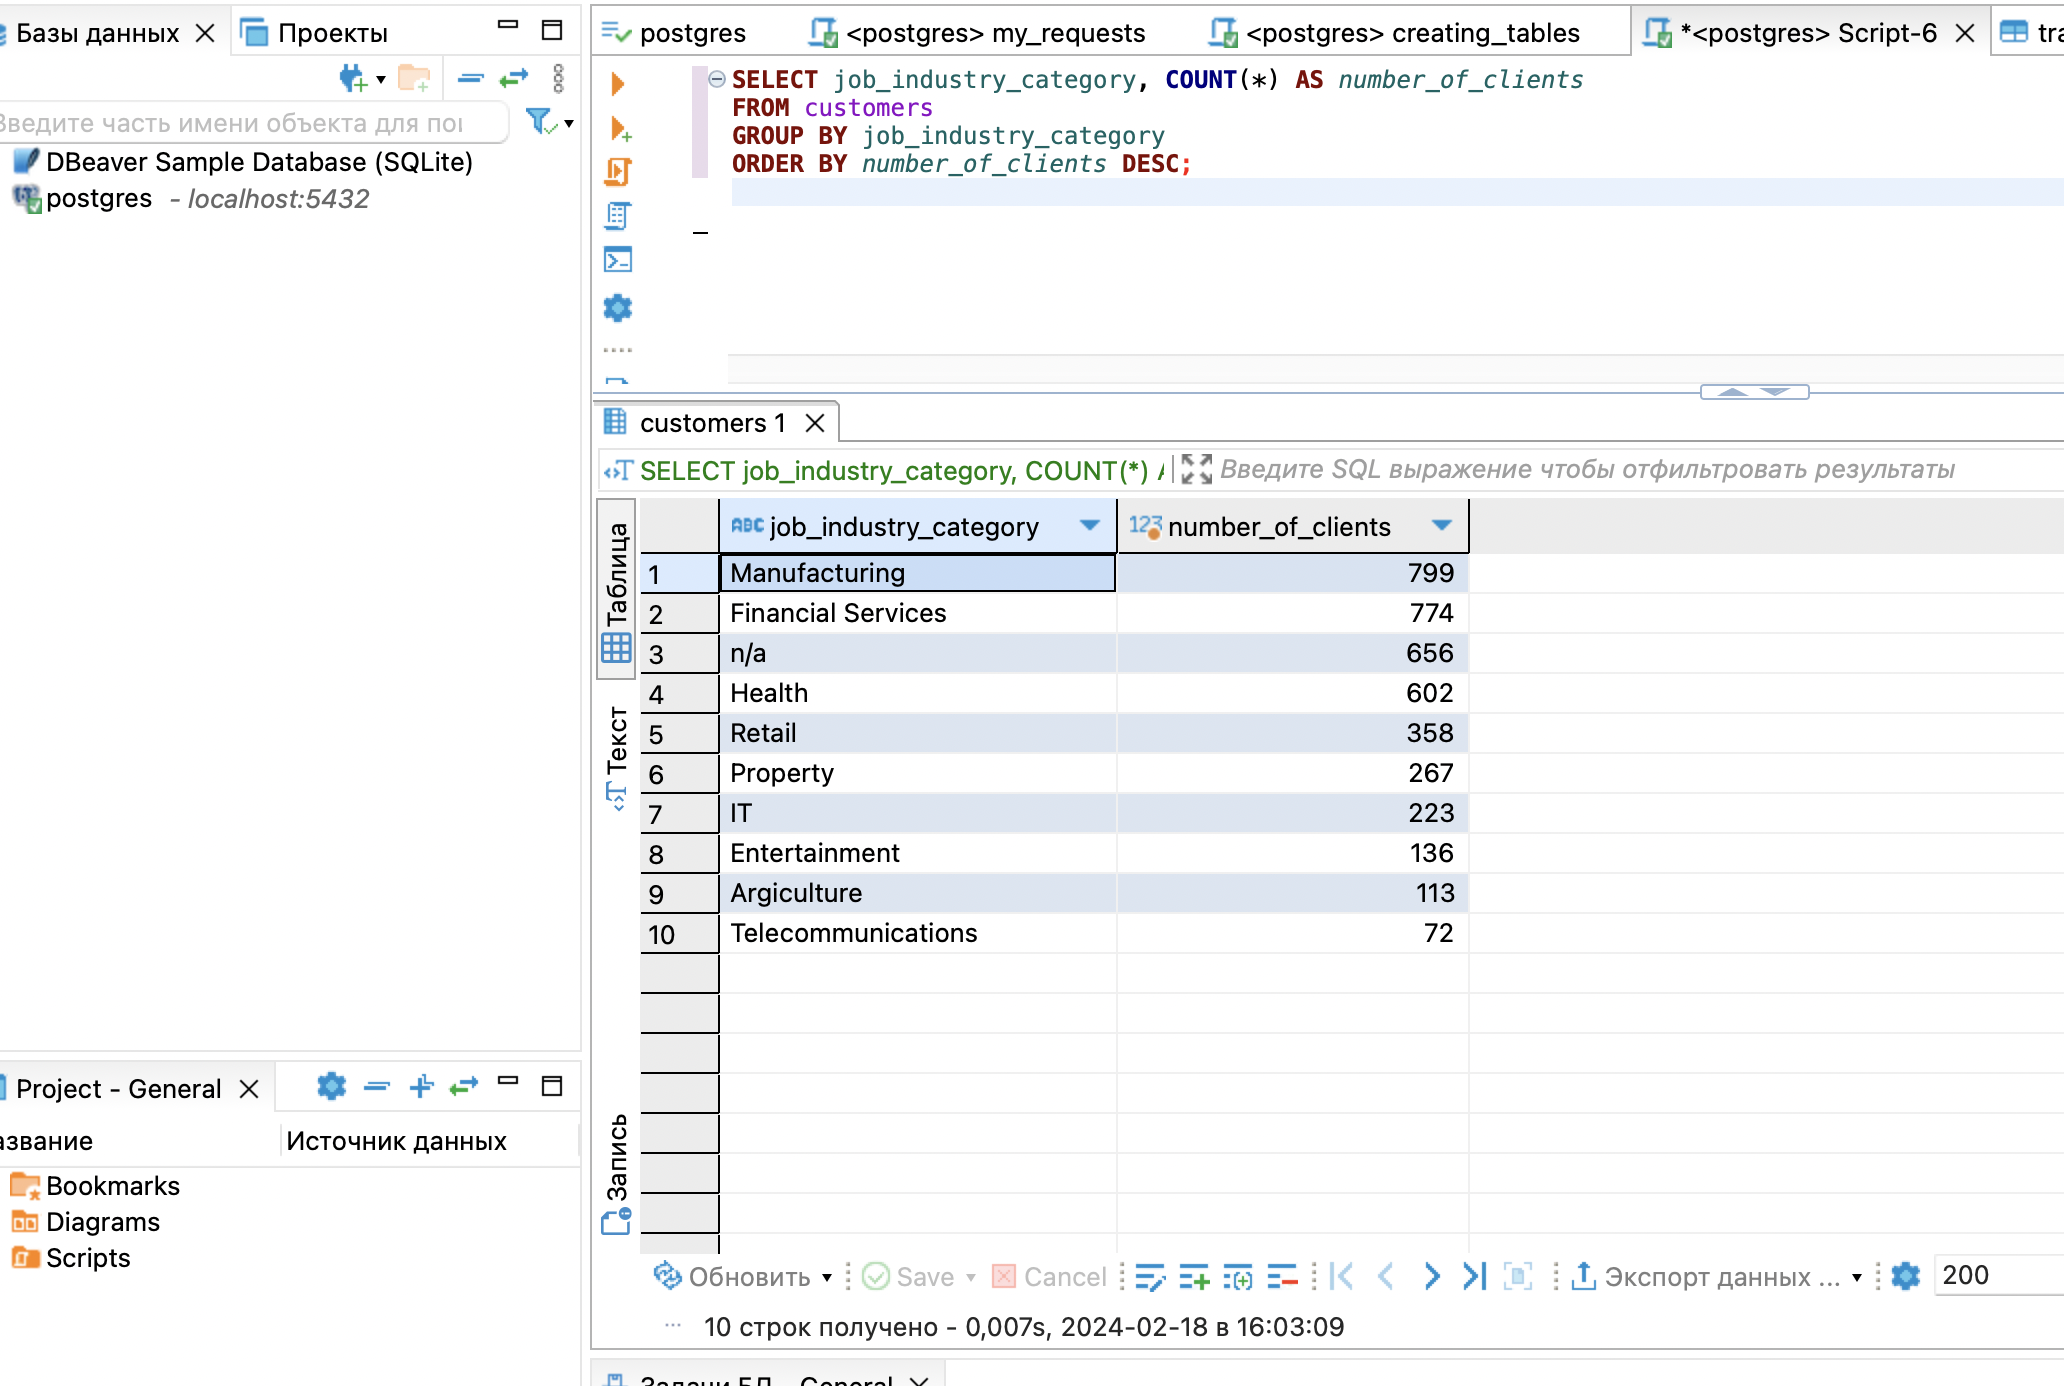 Базы данных
Проекты
Введите часть имени объекта для
DBeaver Sample Database (SQLite)
postgres - localhost:5432
Project - General
Источник данных
Bookmarks
Diagrams
Scripts
postgres
<postgres> my_requests
<postgres> creating_tables
*<postgres> Script-6
SELECT job_industry_category, COUNT(*) AS number_of_clients
FROM customers
GROUP BY job_industry_category
ORDER BY number_of_clients DESC;
customers 1
SELECT job_industry_category, COUNT(*) A
Введите SQL выражение чтобы отфильтровать результаты
Таблица
Текст
Запись
ABC job_industry_category
123 number_of_clients
1 Manufacturing 799
2 Financial Services 774
3 n/a 656
4 Health 602
5 Retail 358
6 Property 267
7 IT 223
8 Entertainment 136
9 Argiculture 113
10 Telecommunications 72
Обновить
Save
Cancel
Экспорт данных ...
200
10 строк получено - 0,007s, 2024-02-18 в 16:03:09